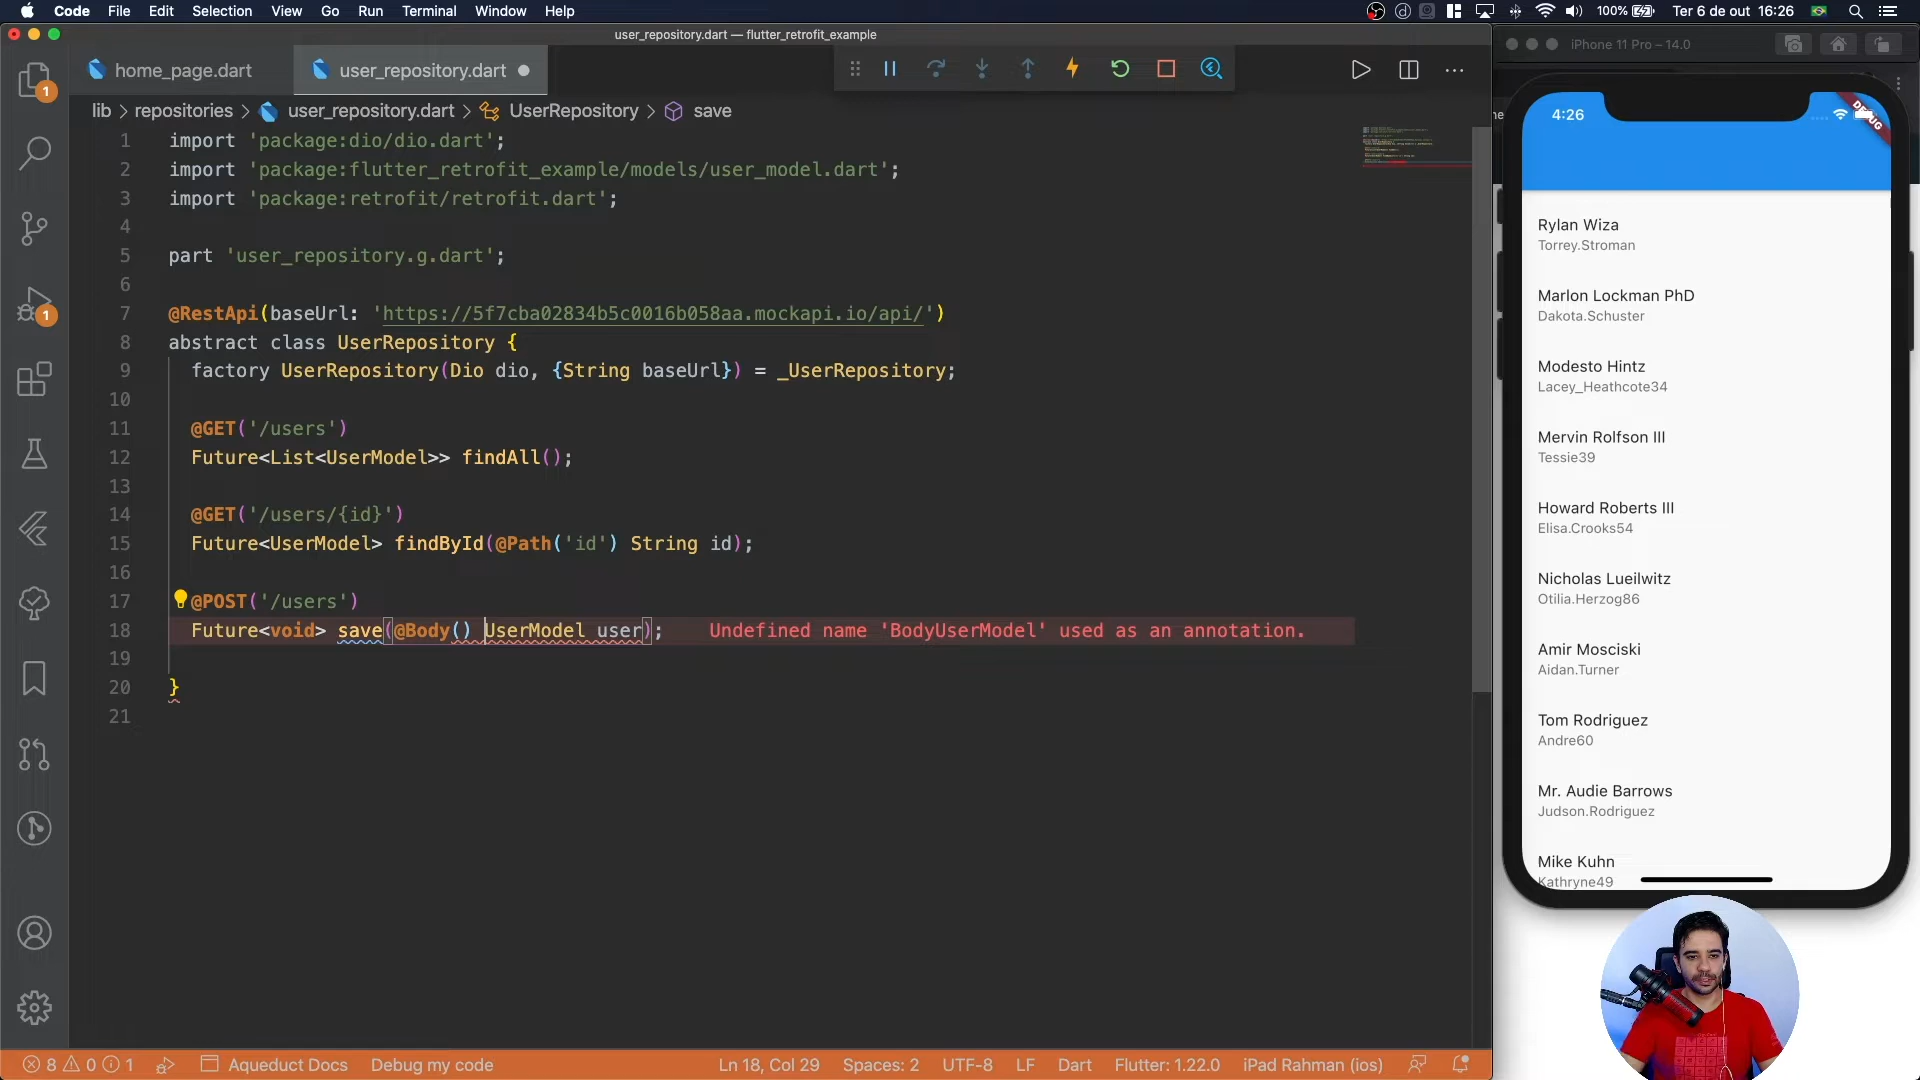 Code File Edit Selection View Go Run Terminal Window Help
100% Ter 6 de out 16:26
user_repository.dart — flutter_retrofit_example
iPhone 11 Pro – 14.0
home_page.dart
user_repository.dart
lib > repositories > user_repository.dart > UserRepository > save
1 import 'package:dio/dio.dart';
2 import 'package:flutter_retrofit_example/models/user_model.dart';
3 import 'package:retrofit/retrofit.dart';
4
5 part 'user_repository.g.dart';
6
7 @RestApi(baseUrl: 'https://5f7cba02834b5c0016b058aa.mockapi.io/api/')
8 abstract class UserRepository {
9 factory UserRepository(Dio dio, {String baseUrl}) = _UserRepository;
10
11 @GET('/users')
12 Future<List<UserModel>> findAll();
13
14 @GET('/users/{id}')
15 Future<UserModel> findById(@Path('id') String id);
16
17 @POST('/users')
18 Future<void> save(@Body() UserModel user); Undefined name 'BodyUserModel' used as an annotation.
19
20 }
21
1
1
4:26
DEBUG
Rylan Wiza
Torrey.Stroman
Marlon Lockman PhD
Dakota.Schuster
Modesto Hintz
Lacey_Heathcote34
Mervin Rolfson III
Tessie39
Howard Roberts III
Elisa.Crooks54
Nicholas Lueilwitz
Otilia.Herzog86
Amir Mosciski
Aidan.Turner
Tom Rodriguez
Andre60
Mr. Audie Barrows
Judson.Rodriguez
Mike Kuhn
Kathryne49
8 0 1 Aqueduct Docs Debug my code Ln 18, Col 29 Spaces: 2 UTF-8 LF Dart Flutter: 1.22.0 iPad Rahman (ios)